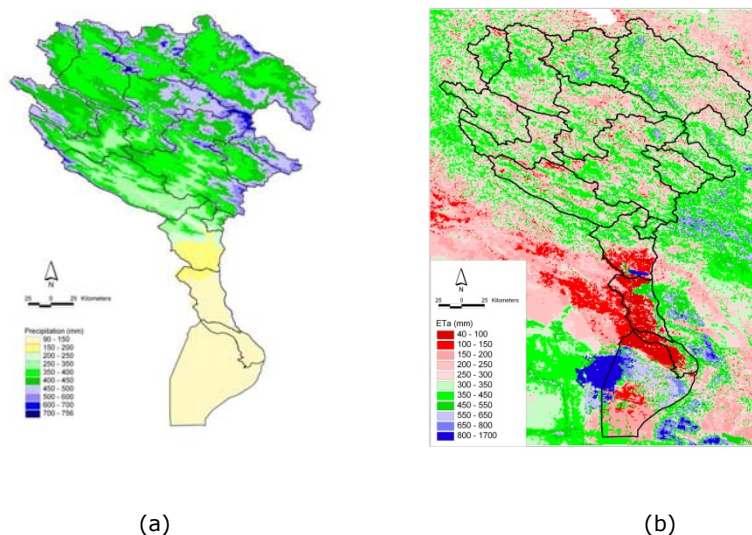 N
25 0 25 Kilometers
Precipitation (mm)
90 - 150
150 - 200
200 - 250
250 - 350
350 - 400
400 - 450
450 - 500
500 - 600
600 - 700
700 - 756
(a)
N
25 0 25 Kilometers
ETa (mm)
40 - 100
100 - 150
150 - 200
200 - 250
250 - 300
300 - 350
350 - 450
450 - 550
550 - 650
650 - 800
800 - 1700
(b)